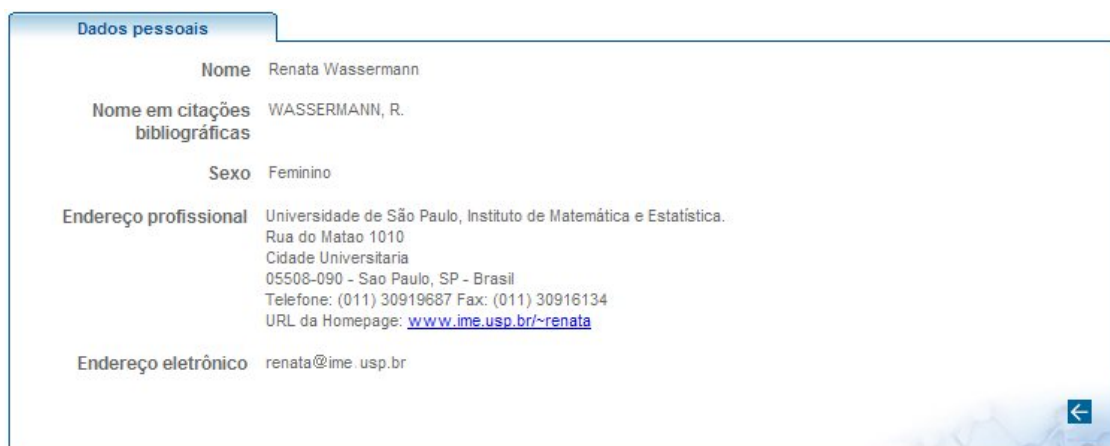 Dados pessoais
Nome Renata Wassermann
Nome em citações WASSERMANN, R.
bibliográficas
Sexo Feminino
Endereço profissional Universidade de São Paulo, Instituto de Matemática e Estatística.
Rua do Matao 1010
Cidade Universitaria
05508-090 - Sao Paulo, SP - Brasil
Telefone: (011) 30919687 Fax: (011) 30916134
URL da Homepage: www.ime.usp.br/~renata
Endereço eletrônico renata@ime.usp.br